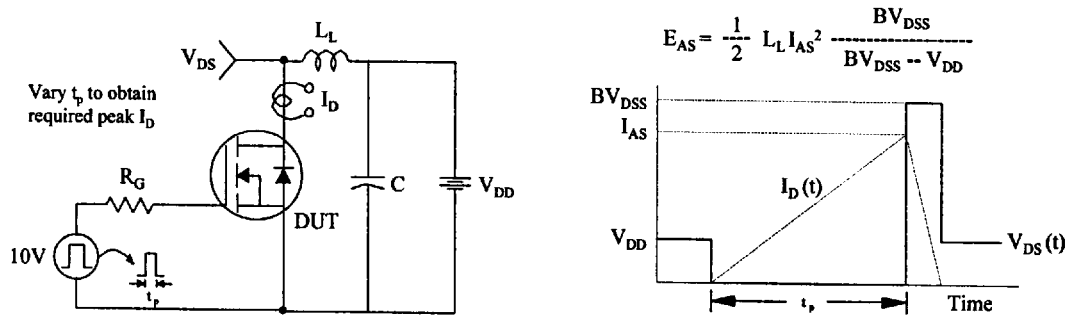 V_DS
L_L
Vary t_p to obtain
required peak I_D
I_D
R_G
DUT
C
V_DD
10V
t_p
E_AS = 1/2 L_L I_AS² BV_DSS / (BV_DSS -- V_DD)
BV_DSS
I_AS
I_D (t)
V_DD
V_DS (t)
t_p
Time